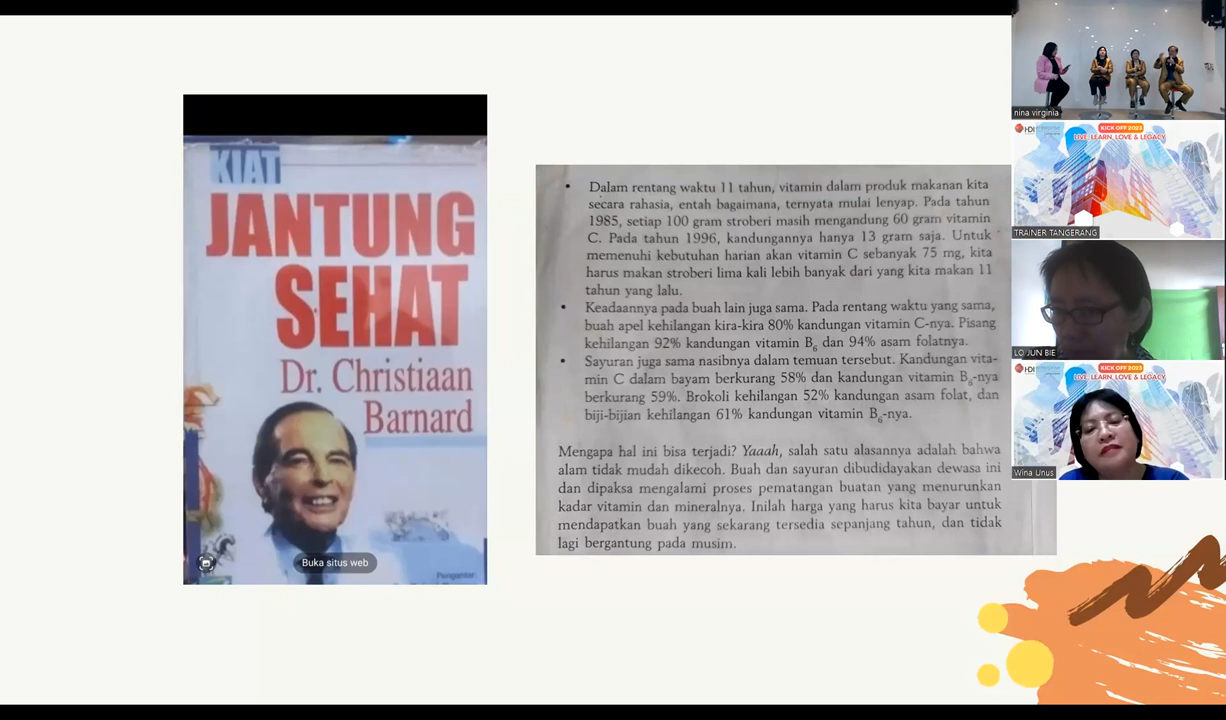 KIAT
JANTUNG
SEHAT
Dr. Christiaan
Barnard
Buka situs web
Pengantar:
• Dalam rentang waktu 11 tahun, vitamin dalam produk makanan kita
secara rahasia, entah bagaimana, ternyata mulai lenyap. Pada tahun
1985, setiap 100 gram stroberi masih mengandung 60 gram vitamin
C. Pada tahun 1996, kandungannya hanya 13 gram saja. Untuk
memenuhi kebutuhan harian akan vitamin C sebanyak 75 mg, kita
harus makan stroberi lima kali lebih banyak dari yang kita makan 11
tahun yang lalu.
• Keadaannya pada buah lain juga sama. Pada rentang waktu yang sama,
buah apel kehilangan kira-kira 80% kandungan vitamin C-nya. Pisang
kehilangan 92% kandungan vitamin B6 dan 94% asam folatnya.
• Sayuran juga sama nasibnya dalam temuan tersebut. Kandungan vita-
min C dalam bayam berkurang 58% dan kandungan vitamin B6-nya
berkurang 59%. Brokoli kehilangan 52% kandungan asam folat, dan
biji-bijian kehilangan 61% kandungan vitamin B6-nya.
Mengapa hal ini bisa terjadi? Yaaah, salah satu alasannya adalah bahwa
alam tidak mudah dikecoh. Buah dan sayuran dibudidayakan dewasa ini
dan dipaksa mengalami proses pematangan buatan yang menurunkan
kadar vitamin dan mineralnya. Inilah harga yang harus kita bayar untuk
mendapatkan buah yang sekarang tersedia sepanjang tahun, dan tidak
lagi bergantung pada musim.
nina virginia
HDI
KICK OFF 2023
LIVE, LEARN, LOVE & LEGACY
TRAINER TANGERANG
LO JUN BIE
HDI
KICK OFF 2023
LIVE, LEARN, LOVE & LEGACY
Wina Unus